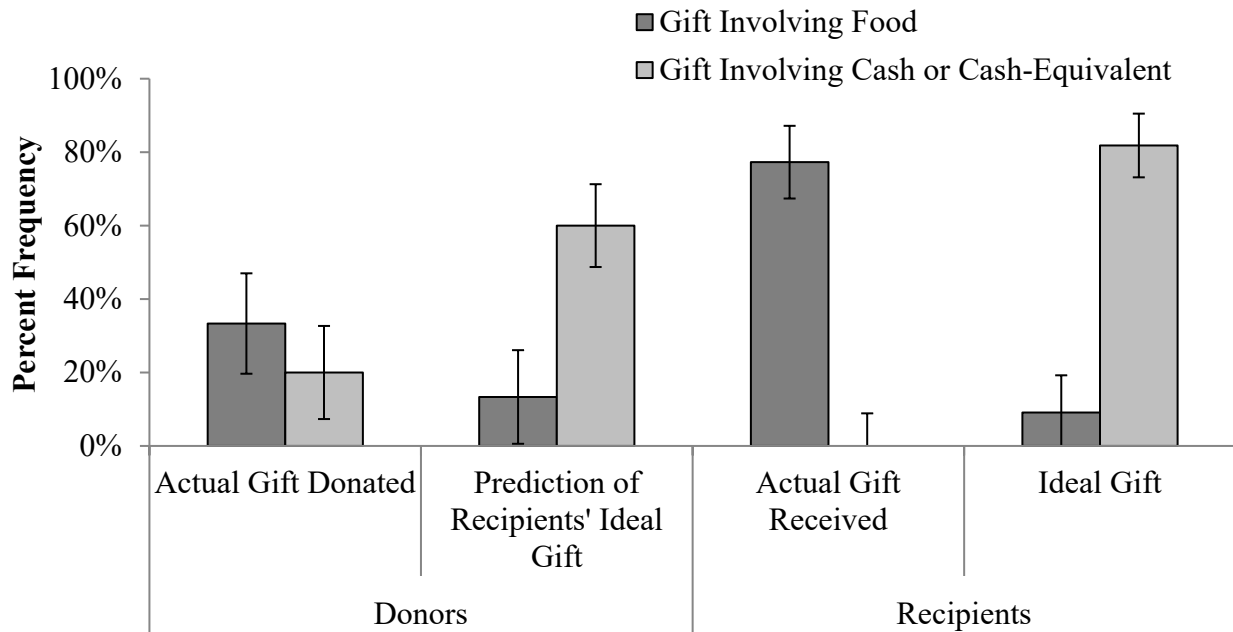 Gift Involving Food
Gift Involving Cash or Cash-Equivalent
Percent Frequency
100%
80%
60%
40%
20%
0%
Actual Gift Donated
Prediction of
Recipients' Ideal
Gift
Actual Gift
Received
Ideal Gift
Donors
Recipients